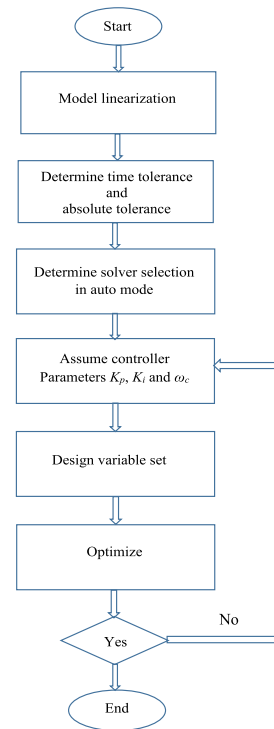 Start
Model linearization
Determine time tolerance
and
absolute tolerance
Determine solver selection
in auto mode
Assume controller
Parameters Kp, Ki and ωc
Design variable set
Optimize
No
Yes
End